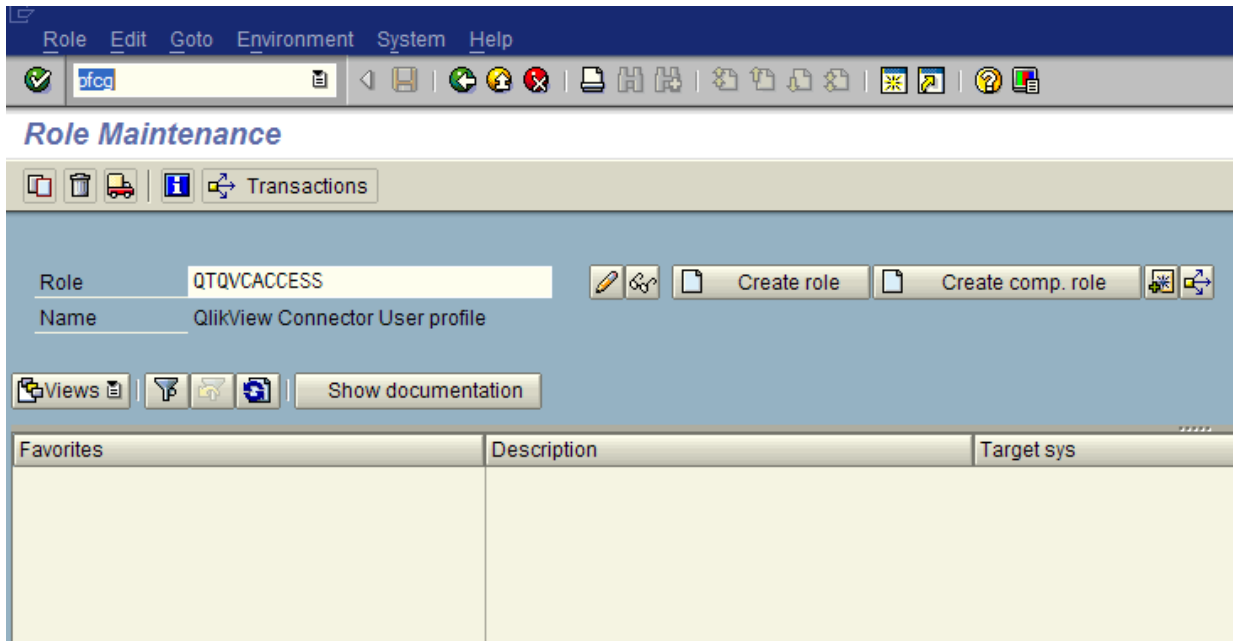 Role Edit Goto Environment System Help
pfcg
Role Maintenance
Transactions
Role QTQVCACCESS Create role Create comp. role
Name QlikView Connector User profile
Views Show documentation
Favorites Description Target sys